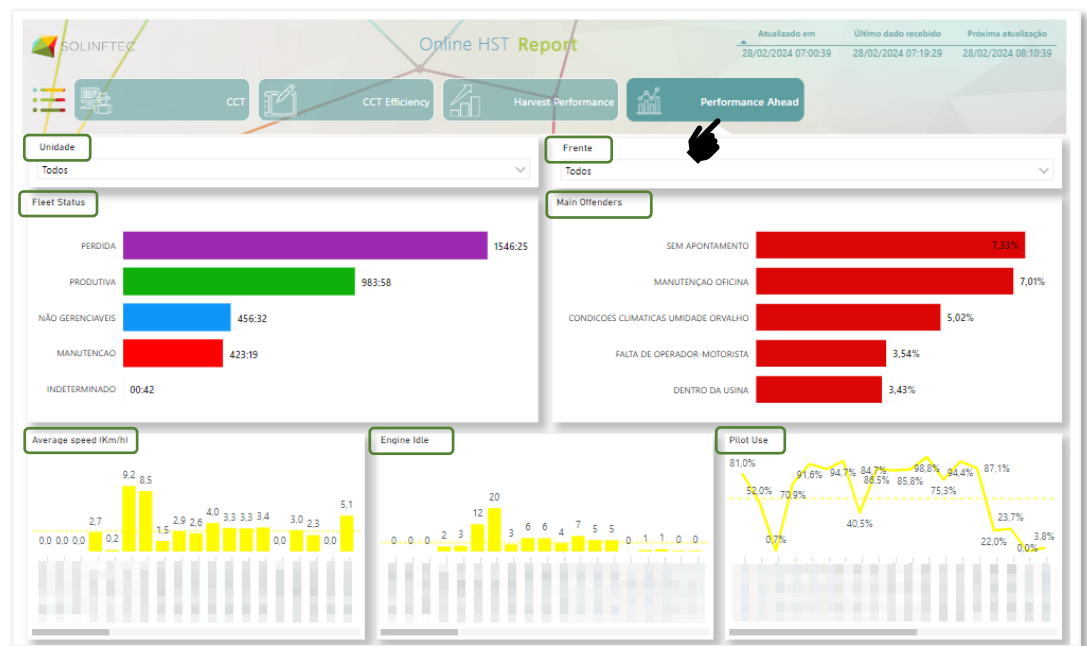 SOLINFTEC
Online HST Report
Atualizado em
28/02/2024 07:00:39
Último dado recebido
28/02/2024 07:19:29
Próxima atualização
28/02/2024 08:10:39
CCT
CCT Efficiency
Harvest Performance
Performance Ahead
Unidade
Todos
Frente
Todos
Fleet Status
PERDIDA 1546:25
PRODUTIVA 983:58
NÃO GERENCIAVEIS 456:32
MANUTENCAO 423:19
INDETERMINADO 00:42
Main Offenders
SEM APONTAMENTO 7,33%
MANUTENÇAO OFICINA 7,01%
CONDICOES CLIMATICAS UMIDADE ORVALHO 5,02%
FALTA DE OPERADOR-MOTORISTA 3,54%
DENTRO DA USINA 3,43%
Average speed (Km/h)
0,0 0,0 0,0 2,7 0,2 9,2 8,5 1,5 2,9 2,6 4,0 3,3 3,3 3,4 0,0 3,0 2,3 0,0 5,1
Engine Idle
0 0 0 2 3 12 20 3 6 6 4 7 5 5 0 1 1 0 0
Pilot Use
81,0% 52,0% 0,7% 70,9% 91,6% 94,7% 40,5% 84,7% 86,5% 85,8% 98,8% 75,3% 94,4% 87,1% 22,0% 23,7% 0,0% 3,8%